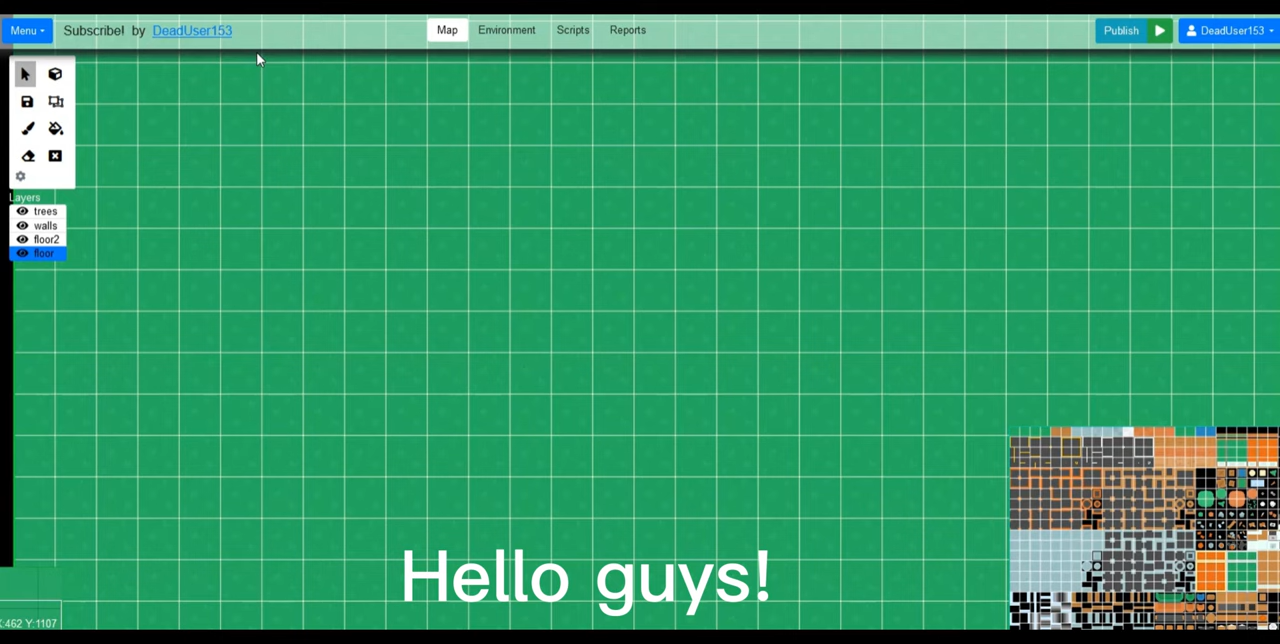 Menu Subscribe! by DeadUser153 Map Environment Scripts Reports Publish DeadUser153
Layers
trees
walls
floor2
floor
Hello guys!
X:462 Y:1107